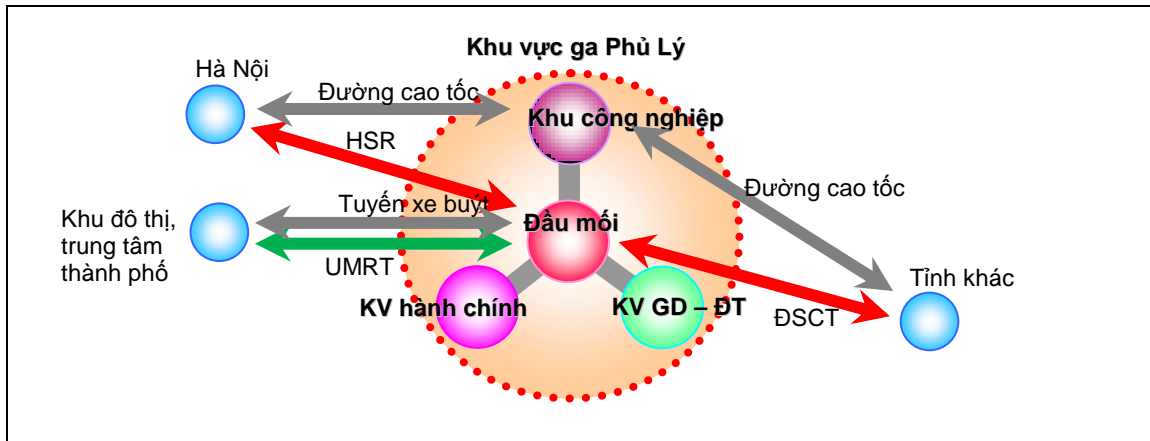 Khu vực ga Phủ Lý
Hà Nội
Đường cao tốc
Khu công nghiệp
HSR
Đường cao tốc
Tuyến xe buýt
Khu đô thị,
trung tâm
thành phố
Đầu mối
UMRT
Tỉnh khác
KV hành chính
KV GD – ĐT
ĐSCT